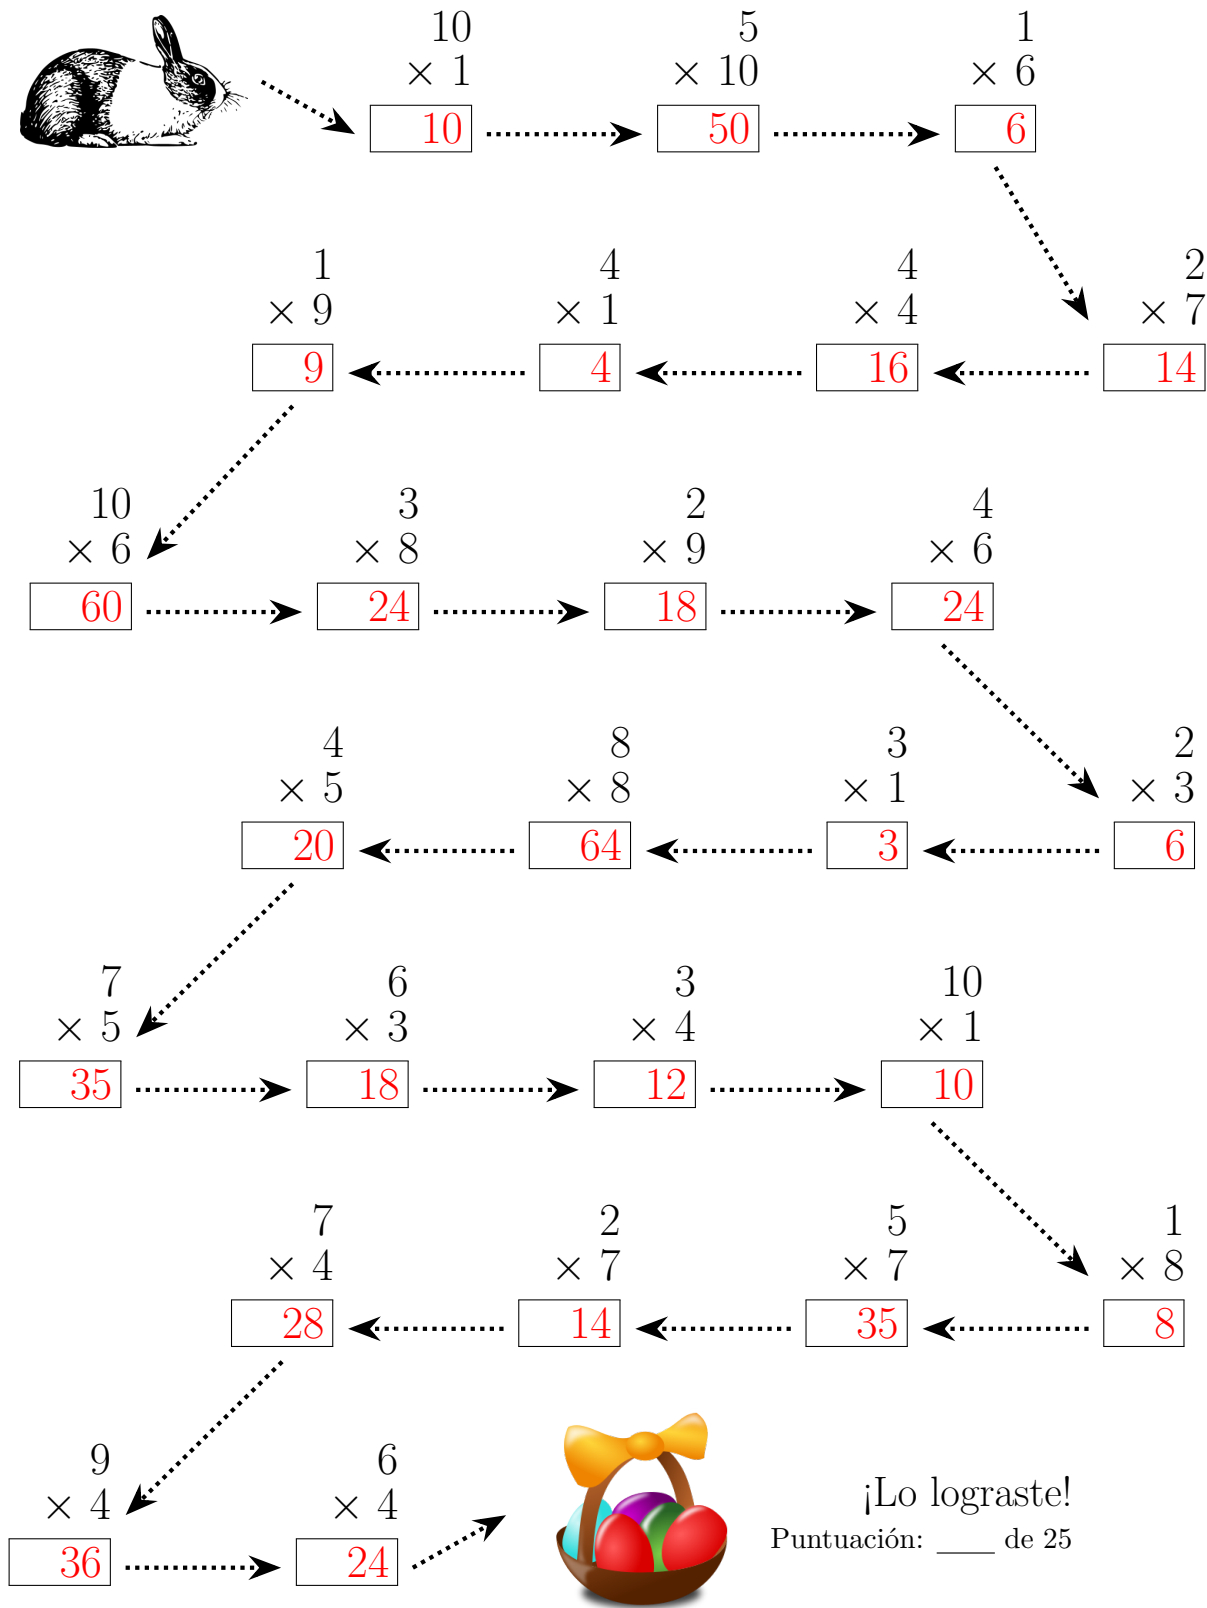 10 5 1
× 1 × 10 × 6
10 50 6
1 4 4 2
× 9 × 1 × 4 × 7
9 4 16 14
10 3 2 4
× 6 × 8 × 9 × 6
60 24 18 24
4 8 3 2
× 5 × 8 × 1 × 3
20 64 3 6
7 6 3 10
× 5 × 3 × 4 × 1
35 18 12 10
7 2 5 1
× 4 × 7 × 7 × 8
28 14 35 8
9 6
× 4 × 4
36 24
¡Lo lograste!
Puntuación: ____ de 25